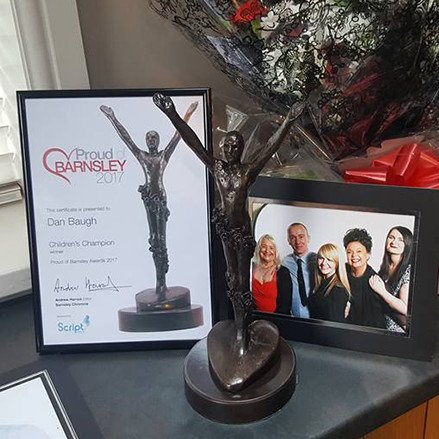 Proud of
BARNSLEY
2017
This certificate is presented to
Dan Baugh
Children's Champion
winner
Proud of Barnsley Awards 2017
Andrew Harrod Editor
Barnsley Chronicle
Script